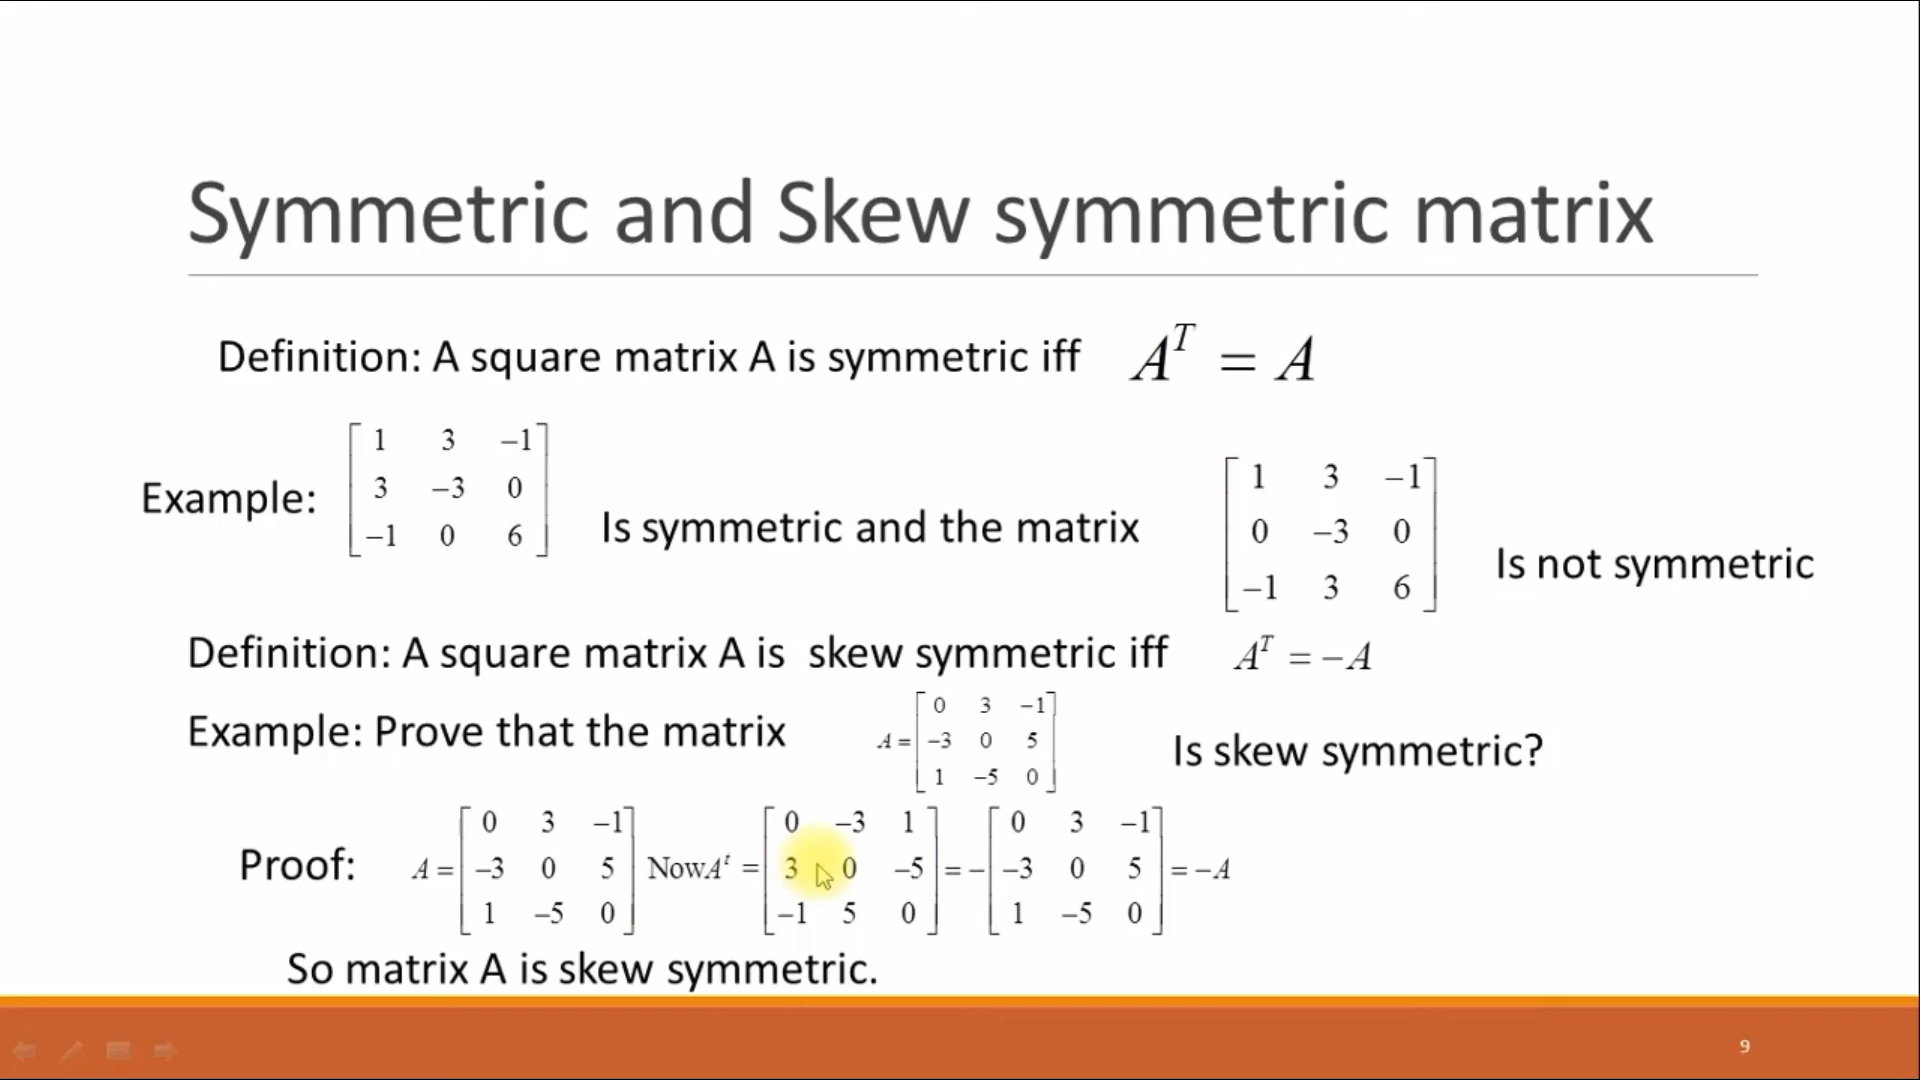 Symmetric and Skew symmetric matrix
Definition: A square matrix A is symmetric iff A^T = A
Example: [1 3 −1; 3 −3 0; −1 0 6] Is symmetric and the matrix [1 3 −1; 0 −3 0; −1 3 6] Is not symmetric
Definition: A square matrix A is skew symmetric iff A^T = −A
Example: Prove that the matrix A = [0 3 −1; −3 0 5; 1 −5 0] Is skew symmetric?
Proof: A = [0 3 −1; −3 0 5; 1 −5 0] NowA^t = [0 −3 1; 3 0 −5; −1 5 0] = − [0 3 −1; −3 0 5; 1 −5 0] = −A
So matrix A is skew symmetric.
9